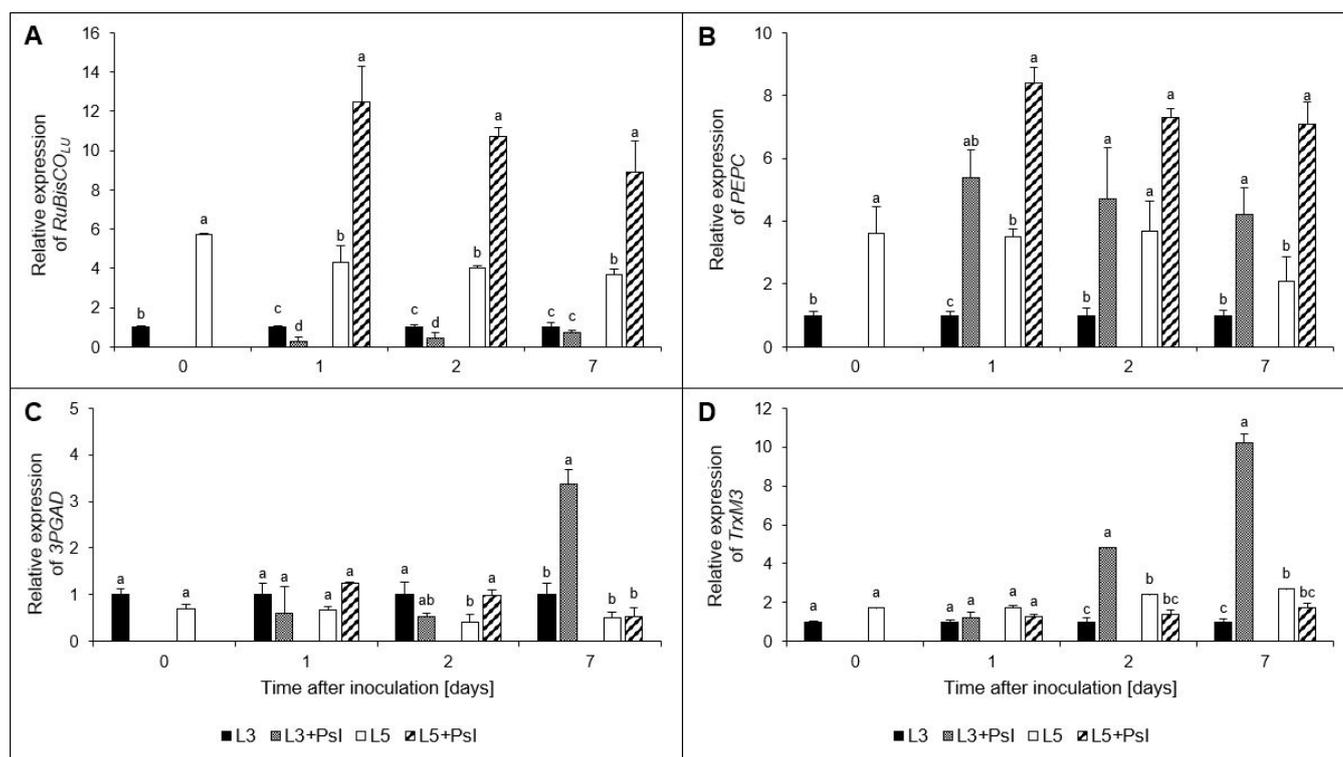 A
Relative expression
of RuBisCO_LU
16
14
12
10
8
6
4
2
0
b a c d b a c d b a c c b a
0 1 2 7
B
Relative expression
of PEPC
10
8
6
4
2
0
b a c ab b a b a a a b a b a
0 1 2 7
C
Relative expression
of 3PGAD
5
4
3
2
1
0
a a a a a a a ab b a b a b b
0 1 2 7
Time after inoculation [days]
L3 L3+PsI L5 L5+PsI
D
Relative expression
of TrxM3
12
10
8
6
4
2
0
a a a a a a c a b bc c a b bc
0 1 2 7
Time after inoculation [days]
L3 L3+PsI L5 L5+PsI